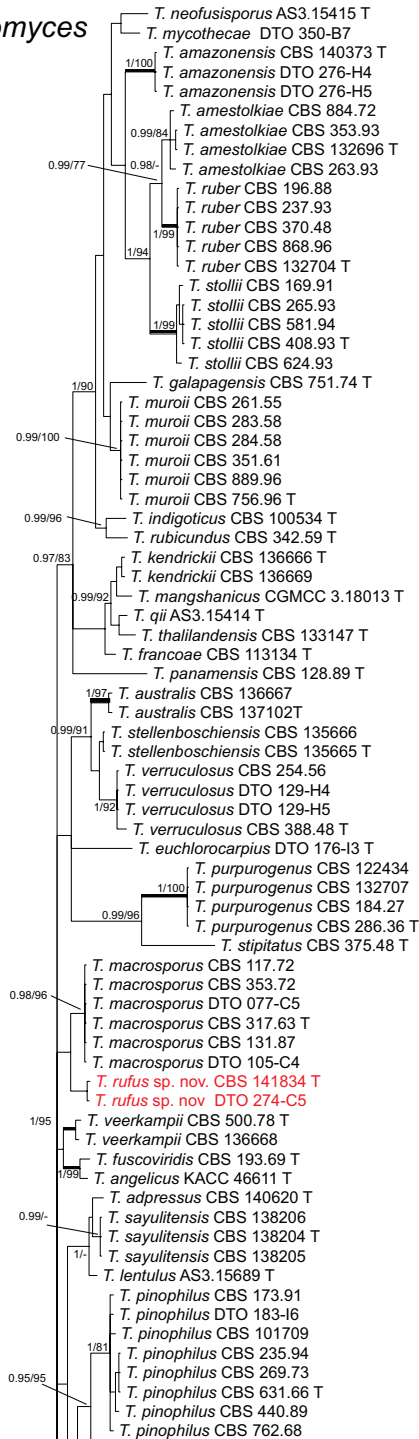 omyces
T. neofusisporus AS3.15415 T
T. mycothecae DTO 350-B7
T. amazonensis CBS 140373 T
1/100
T. amazonensis DTO 276-H4
T. amazonensis DTO 276-H5
T. amestolkiae CBS 884.72
0.99/84
T. amestolkiae CBS 353.93
T. amestolkiae CBS 132696 T
0.99/77
0.98/-
T. amestolkiae CBS 263.93
T. ruber CBS 196.88
T. ruber CBS 237.93
T. ruber CBS 370.48
1/99
T. ruber CBS 868.96
1/94
T. ruber CBS 132704 T
T. stollii CBS 169.91
T. stollii CBS 265.93
1/99
T. stollii CBS 581.94
T. stollii CBS 408.93 T
T. stollii CBS 624.93
1/90
T. galapagensis CBS 751.74 T
T. muroii CBS 261.55
T. muroii CBS 283.58
0.99/100
T. muroii CBS 284.58
T. muroii CBS 351.61
T. muroii CBS 889.96
T. muroii CBS 756.96 T
0.99/96
T. indigoticus CBS 100534 T
T. rubicundus CBS 342.59 T
0.97/83
T. kendrickii CBS 136666 T
T. kendrickii CBS 136669
0.99/92
T. mangshanicus CGMCC 3.18013 T
T. qii AS3.15414 T
T. thalilandensis CBS 133147 T
T. francoae CBS 113134 T
T. panamensis CBS 128.89 T
1/97
T. australis CBS 136667
T. australis CBS 137102T
0.99/91
T. stellenboschiensis CBS 135666
T. stellenboschiensis CBS 135665 T
T. verruculosus CBS 254.56
T. verruculosus DTO 129-H4
1/92
T. verruculosus DTO 129-H5
T. verruculosus CBS 388.48 T
T. euchlorocarpius DTO 176-I3 T
T. purpurogenus CBS 122434
1/100
T. purpurogenus CBS 132707
T. purpurogenus CBS 184.27
0.99/96
T. purpurogenus CBS 286.36 T
T. stipitatus CBS 375.48 T
T. macrosporus CBS 117.72
0.98/96
T. macrosporus CBS 353.72
T. macrosporus DTO 077-C5
T. macrosporus CBS 317.63 T
T. macrosporus CBS 131.87
T. macrosporus DTO 105-C4
T. rufus sp. nov. CBS 141834 T
T. rufus sp. nov DTO 274-C5
1/95
T. veerkampii CBS 500.78 T
T. veerkampii CBS 136668
T. fuscoviridis CBS 193.69 T
1/99
T. angelicus KACC 46611 T
T. adpressus CBS 140620 T
0.99/-
T. sayulitensis CBS 138206
T. sayulitensis CBS 138204 T
1/-
T. sayulitensis CBS 138205
T. lentulus AS3.15689 T
T. pinophilus CBS 173.91
T. pinophilus DTO 183-I6
1/81
T. pinophilus CBS 101709
T. pinophilus CBS 235.94
0.95/95
T. pinophilus CBS 269.73
T. pinophilus CBS 631.66 T
T. pinophilus CBS 440.89
T. pinophilus CBS 762.68